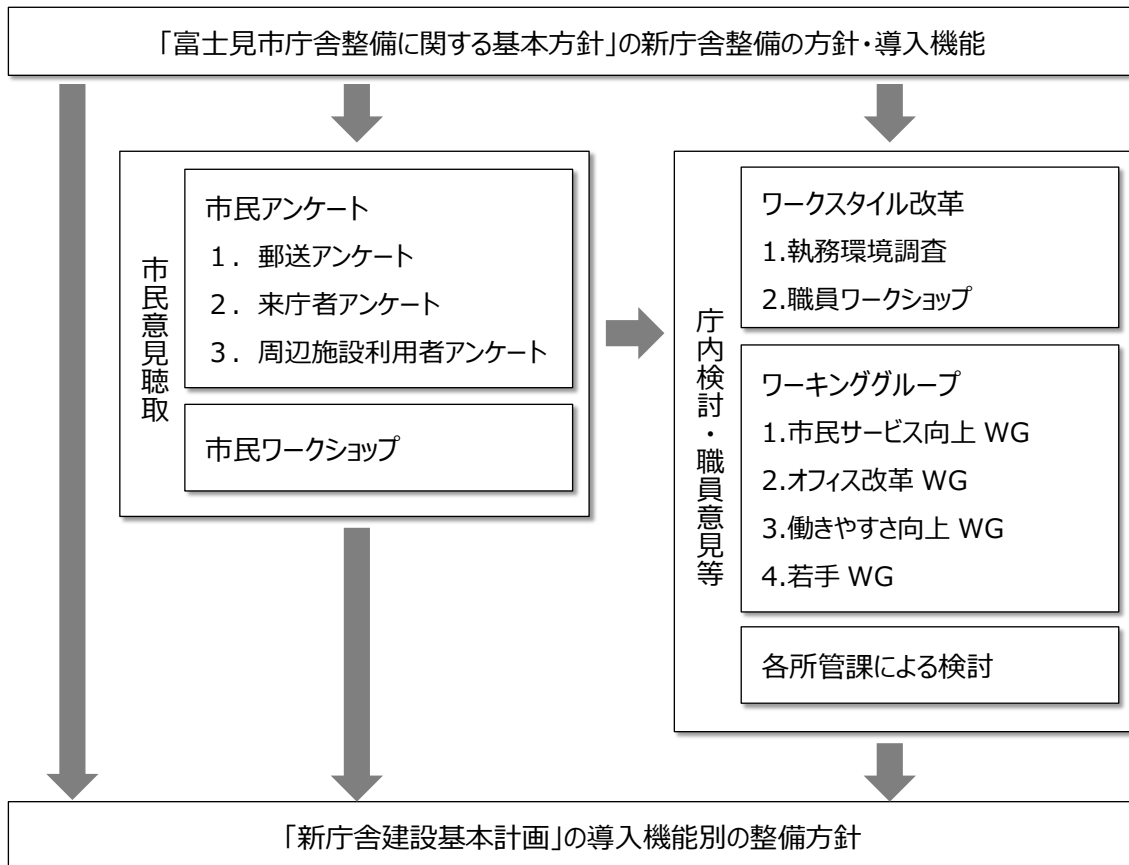 「富士見市庁舎整備に関する基本方針」の新庁舎整備の方針・導入機能
市民意見聴取
市民アンケート
１．郵送アンケート
２．来庁者アンケート
３．周辺施設利用者アンケート
市民ワークショップ
庁内検討・職員意見等
ワークスタイル改革
1.執務環境調査
2.職員ワークショップ
ワーキンググループ
1.市民サービス向上 WG
2.オフィス改革 WG
3.働きやすさ向上 WG
4.若手 WG
各所管課による検討
「新庁舎建設基本計画」の導入機能別の整備方針